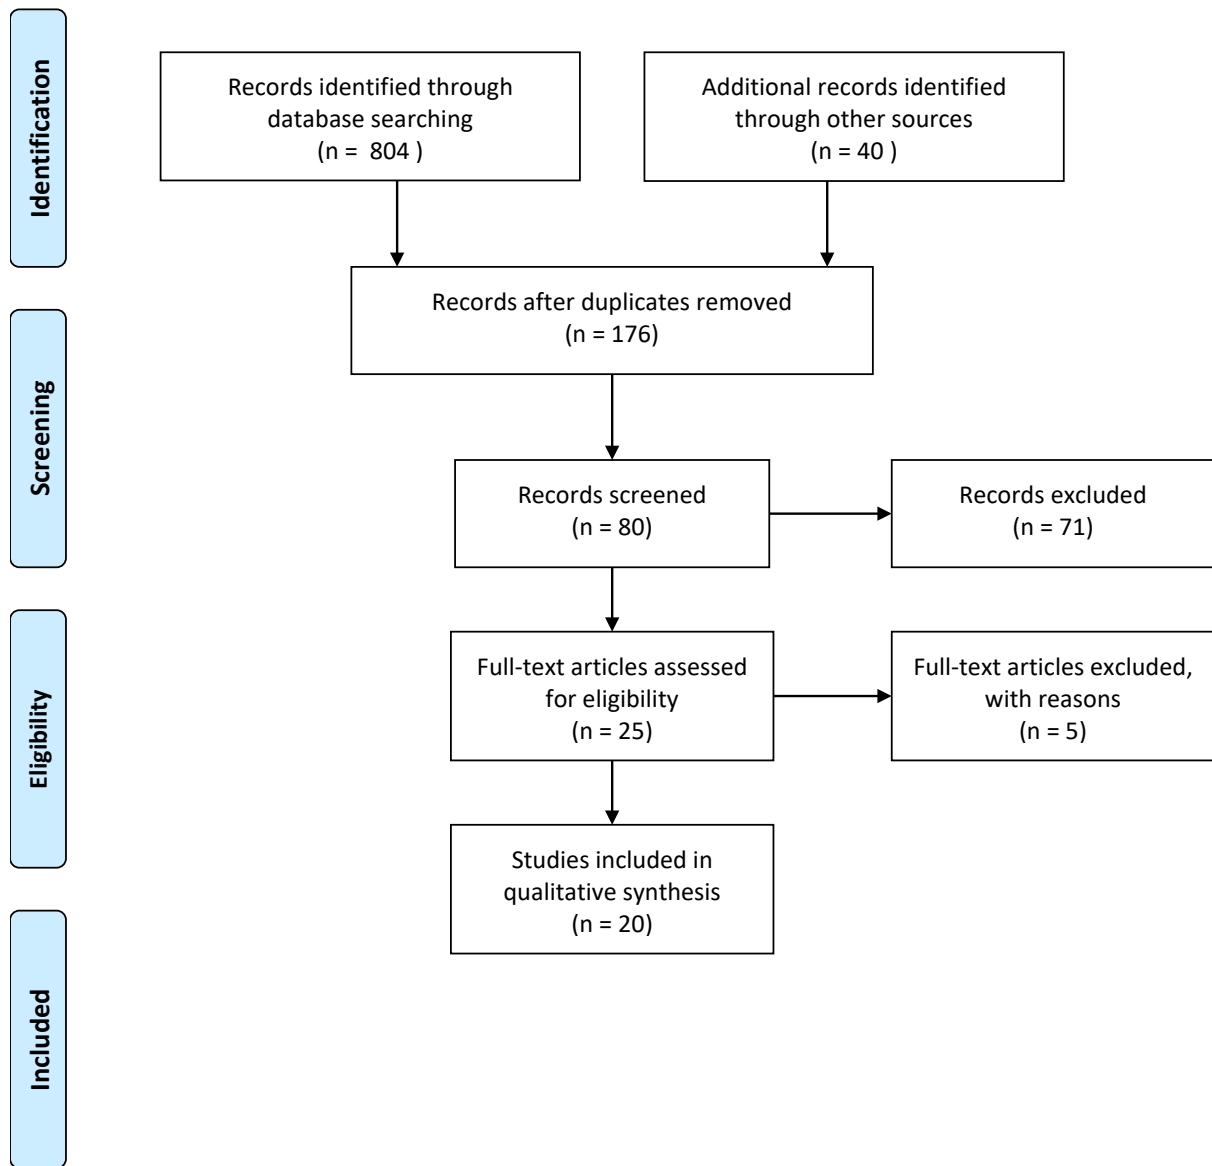 Identification
Records identified through
database searching
(n =  804 )
Additional records identified
through other sources
(n = 40 )
Records after duplicates removed
(n = 176)
Screening
Records screened
(n = 80)
Records excluded
(n = 71)
Eligibility
Full-text articles assessed
for eligibility
(n = 25)
Full-text articles excluded,
with reasons
(n = 5)
Studies included in
qualitative synthesis
(n = 20)
Included